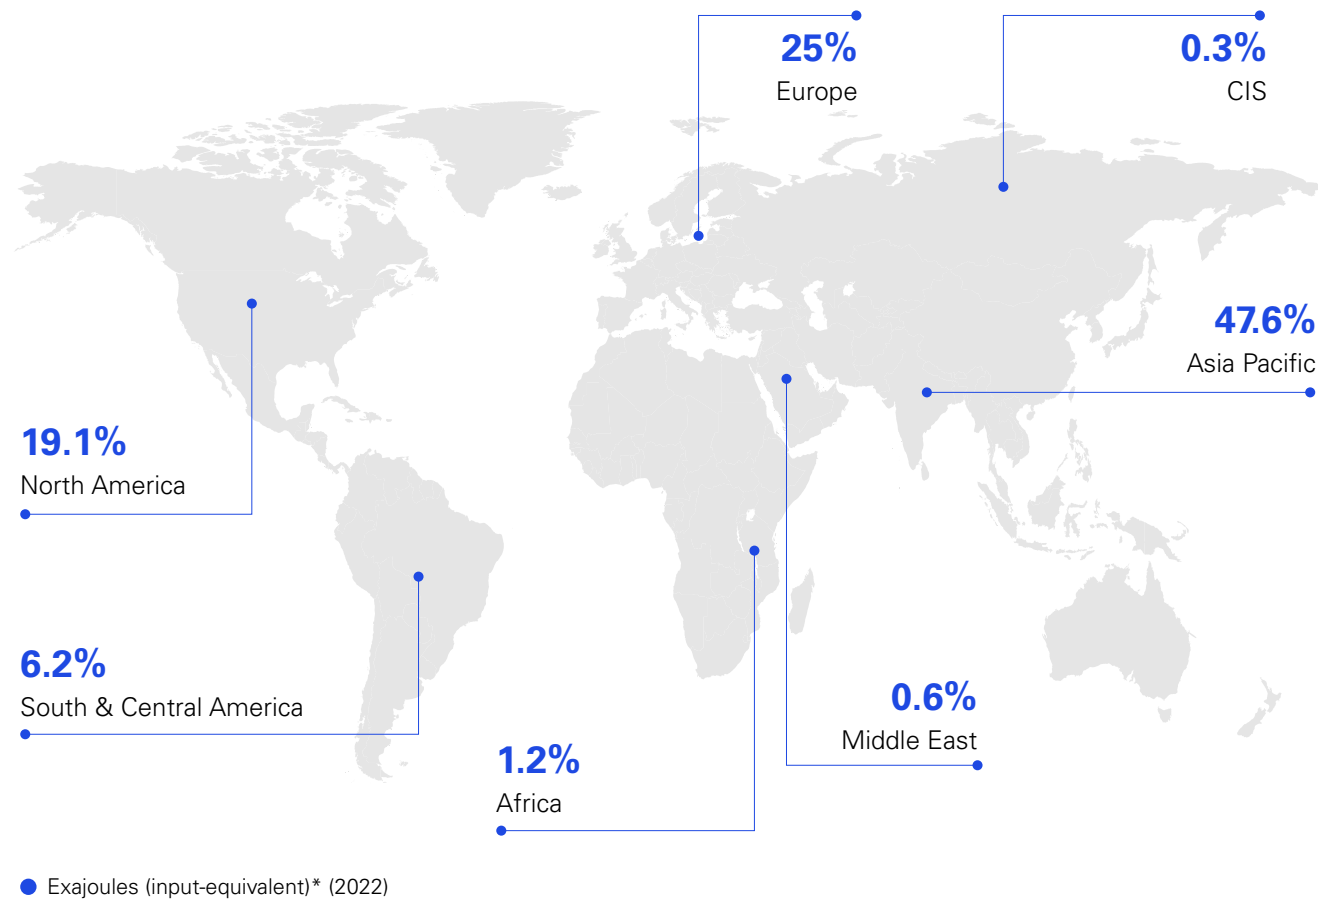 25%
Europe
0.3%
CIS
47.6%
Asia Pacific
19.1%
North America
6.2%
South & Central America
0.6%
Middle East
1.2%
Africa
Exajoules (input-equivalent)* (2022)